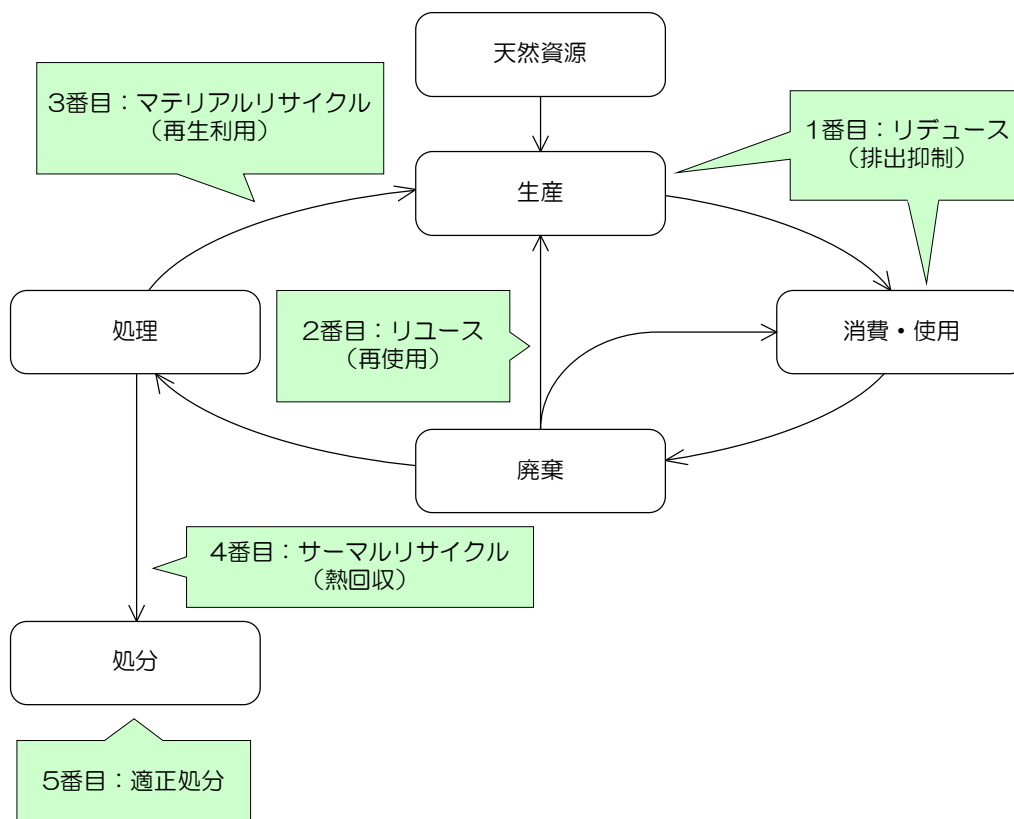 天然資源
3番目：マテリアルリサイクル
（再生利用）
1番目：リデュース
（排出抑制）
生産
処理
2番目：リユース
（再使用）
消費・使用
廃棄
4番目：サーマルリサイクル
（熱回収）
処分
5番目：適正処分